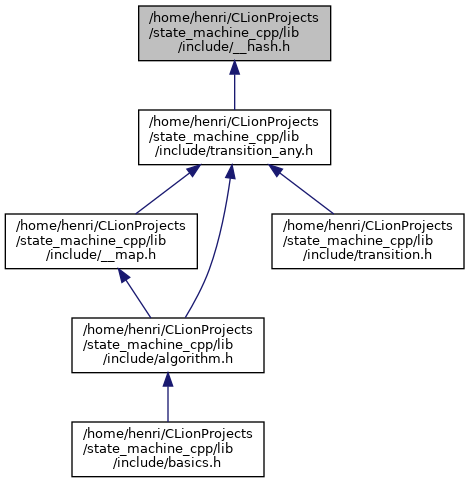 /home/henri/CLionProjects
/state_machine_cpp/lib
/include/__hash.h
/home/henri/CLionProjects
/state_machine_cpp/lib
/include/transition_any.h
/home/henri/CLionProjects
/state_machine_cpp/lib
/include/__map.h
/home/henri/CLionProjects
/state_machine_cpp/lib
/include/transition.h
/home/henri/CLionProjects
/state_machine_cpp/lib
/include/algorithm.h
/home/henri/CLionProjects
/state_machine_cpp/lib
/include/basics.h